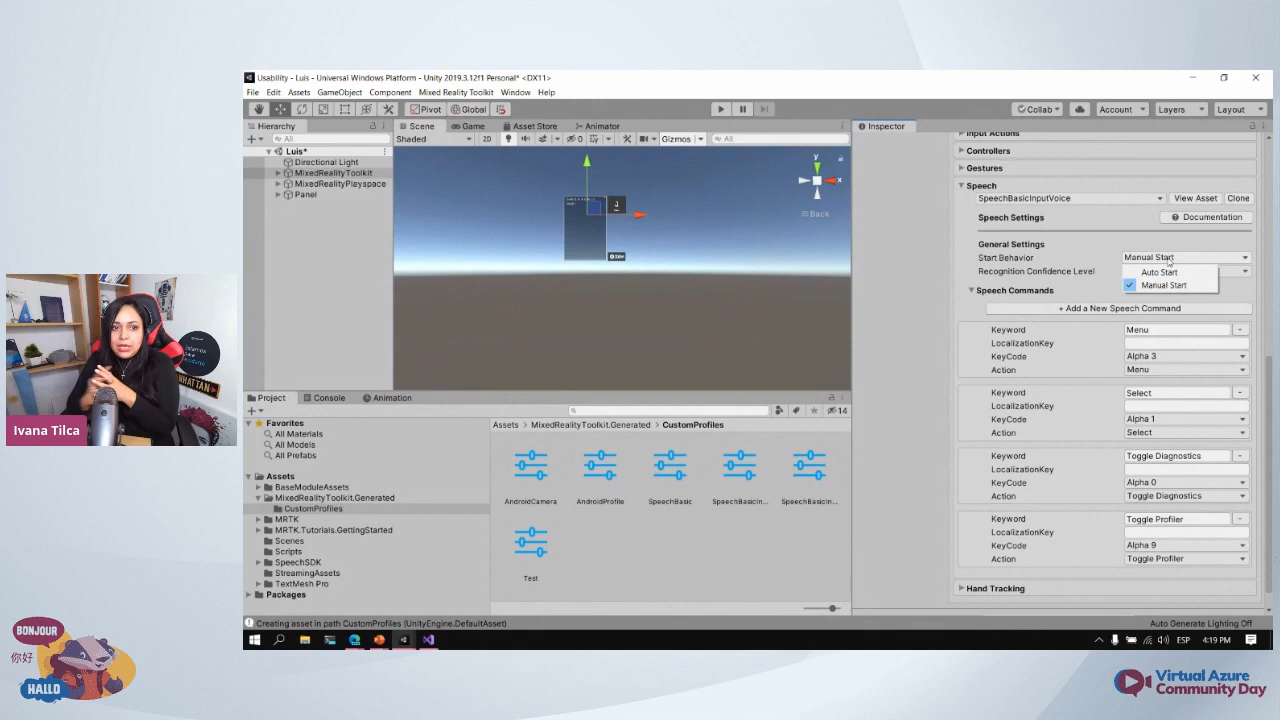 Usability - Luis - Universal Windows Platform - Unity 2019.3.12f1 Personal* <DX11>
File Edit Assets GameObject Component Mixed Reality Toolkit Window Help
Pivot Global Collab Account Layers Layout
Hierarchy
All
Luis*
Directional Light
MixedRealityToolkit
MixedRealityPlayspace
Panel
Scene Game Asset Store Animator
Shaded 2D 0 Gizmos All
y
x
Back
Inspector
Input Actions
Controllers
Gestures
Speech
SpeechBasicInputVoice View Asset Clone
Speech Settings Documentation
General Settings
Start Behavior Manual Start
Auto Start
Recognition Confidence Level
Manual Start
Speech Commands
+ Add a New Speech Command
Keyword Menu -
LocalizationKey
KeyCode Alpha 3
Action Menu
Keyword Select -
LocalizationKey
KeyCode Alpha 1
Action Select
Keyword Toggle Diagnostics -
LocalizationKey
KeyCode Alpha 0
Action Toggle Diagnostics
Keyword Toggle Profiler -
LocalizationKey
KeyCode Alpha 9
Action Toggle Profiler
Hand Tracking
Project Console Animation
14
Favorites
All Materials
All Models
All Prefabs
Assets
BaseModuleAssets
MixedRealityToolkit.Generated
CustomProfiles
MRTK
MRTK.Tutorials.GettingStarted
Scenes
Scripts
SpeechSDK
StreamingAssets
TextMesh Pro
Packages
Assets > MixedRealityToolkit.Generated > CustomProfiles
AndroidCamera AndroidProfile SpeechBasic SpeechBasicIn... SpeechBasicIn...
Test
Creating asset in path CustomProfiles (UnityEngine.DefaultAsset)
Auto Generate Lighting Off
ESP 4:19 PM
MANHATTAN
Ivana Tilca
BONJOUR
你好
HALLO
Virtual Azure
Community Day